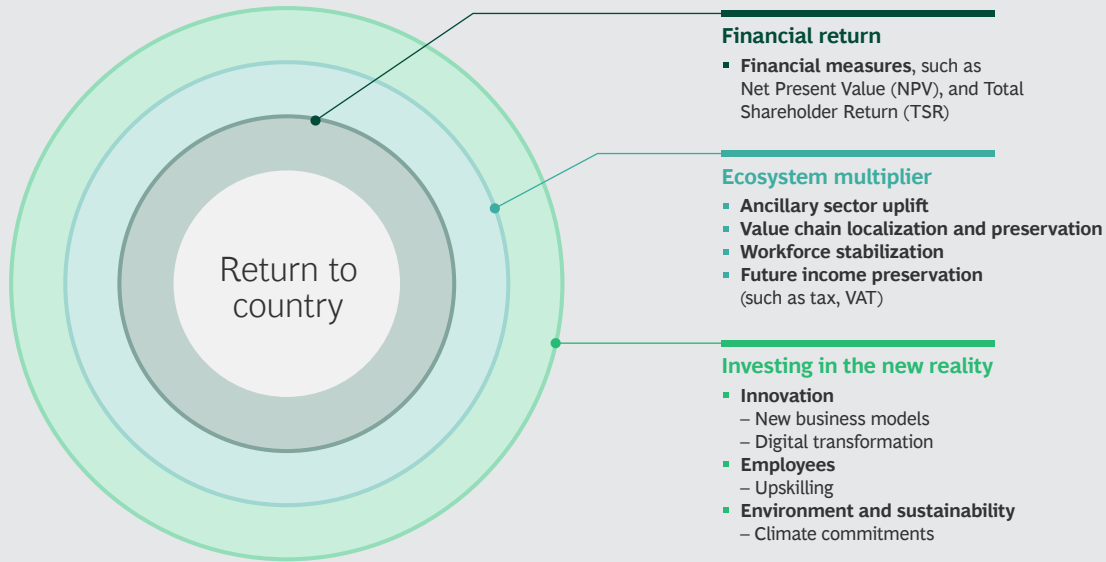 Return to
country
Financial return
▪ Financial measures, such as
Net Present Value (NPV), and Total
Shareholder Return (TSR)
Ecosystem multiplier
▪ Ancillary sector uplift
▪ Value chain localization and preservation
▪ Workforce stabilization
▪ Future income preservation
(such as tax, VAT)
Investing in the new reality
▪ Innovation
– New business models
– Digital transformation
▪ Employees
– Upskilling
▪ Environment and sustainability
– Climate commitments